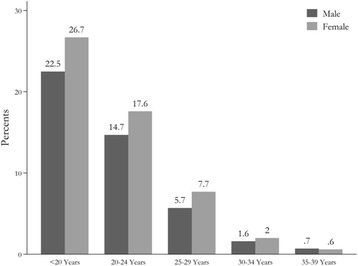 Male
Female
Percents
30
20
10
0
22.5
26.7
14.7
17.6
5.7
7.7
1.6
2
.7
.6
<20 Years
20-24 Years
25-29 Years
30-34 Years
35-39 Years